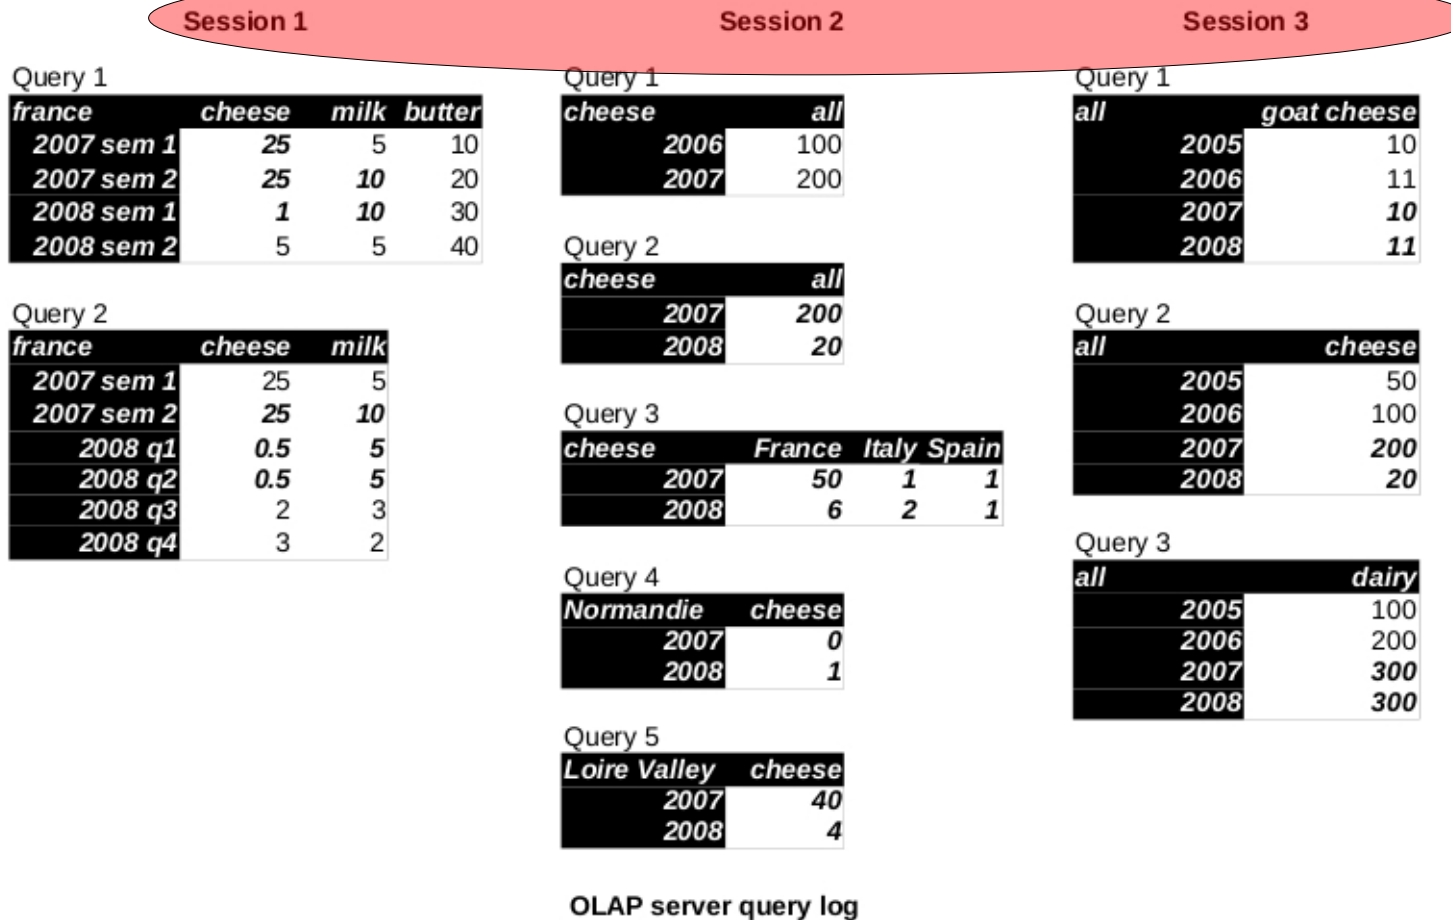 Session 1
Session 2
Session 3
Query 1
france cheese milk butter
2007 sem 1 25 5 10
2007 sem 2 25 10 20
2008 sem 1 1 10 30
2008 sem 2 5 5 40
Query 2
france cheese milk
2007 sem 1 25 5
2007 sem 2 25 10
2008 q1 0.5 5
2008 q2 0.5 5
2008 q3 2 3
2008 q4 3 2
Query 1
cheese all
2006 100
2007 200
Query 2
cheese all
2007 200
2008 20
Query 3
cheese France Italy Spain
2007 50 1 1
2008 6 2 1
Query 4
Normandie cheese
2007 0
2008 1
Query 5
Loire Valley cheese
2007 40
2008 4
Query 1
all goat cheese
2005 10
2006 11
2007 10
2008 11
Query 2
all cheese
2005 50
2006 100
2007 200
2008 20
Query 3
all dairy
2005 100
2006 200
2007 300
2008 300
OLAP server query log